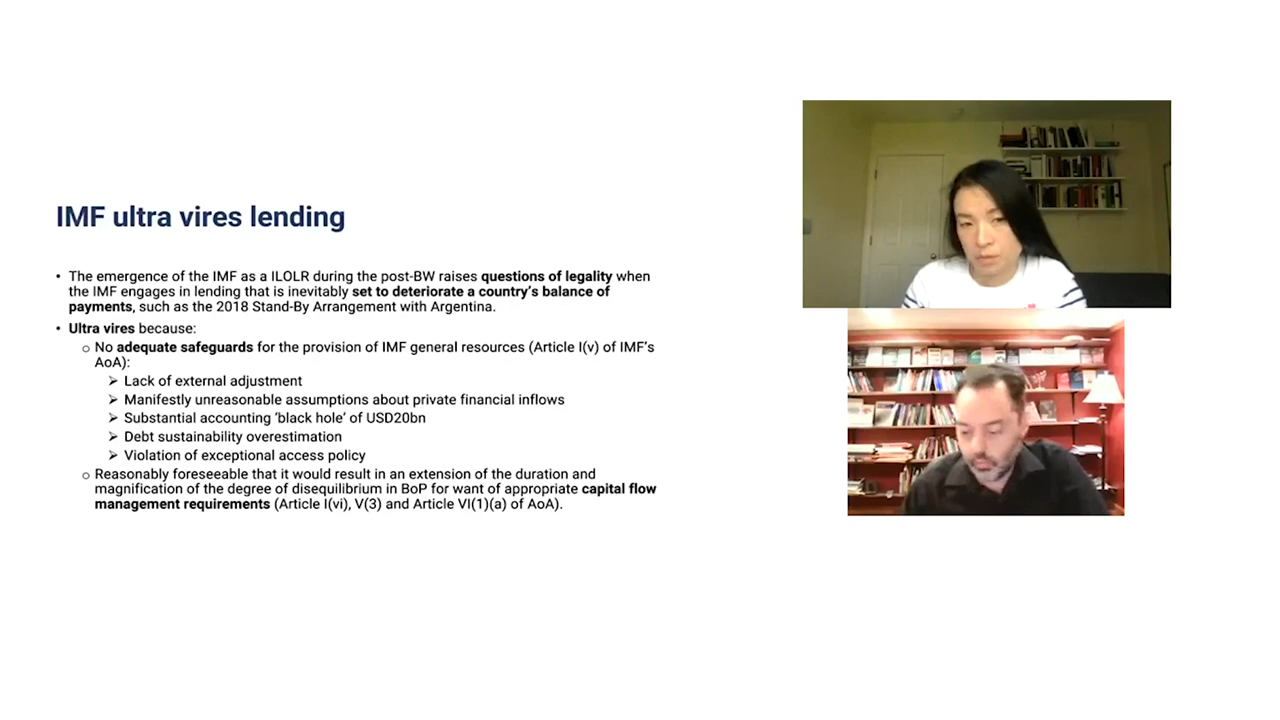 IMF ultra vires lending
• The emergence of the IMF as a ILOLR during the post-BW raises questions of legality when
the IMF engages in lending that is inevitably set to deteriorate a country's balance of
payments, such as the 2018 Stand-By Arrangement with Argentina.
• Ultra vires because:
o No adequate safeguards for the provision of IMF general resources (Article I(v) of IMF's
AoA):
➢ Lack of external adjustment
➢ Manifestly unreasonable assumptions about private financial inflows
➢ Substantial accounting 'black hole' of USD20bn
➢ Debt sustainability overestimation
➢ Violation of exceptional access policy
o Reasonably foreseeable that it would result in an extension of the duration and
magnification of the degree of disequilibrium in BoP for want of appropriate capital flow
management requirements (Article I(vi), V(3) and Article VI(1)(a) of AoA).